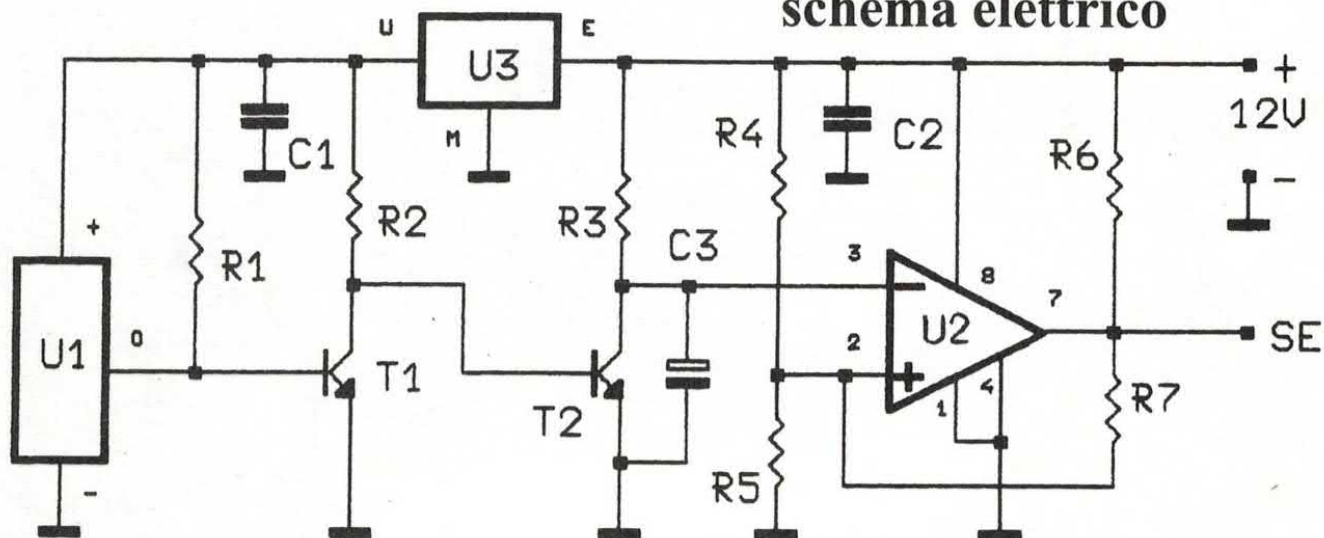 schema elettrico
U
E
U3
M
+
12V
-
C1
R4
C2
R6
R2
R3
C3
+
R1
3
8
7
U1
O
2
U2
SE
T1
1
4
R7
T2
-
R5